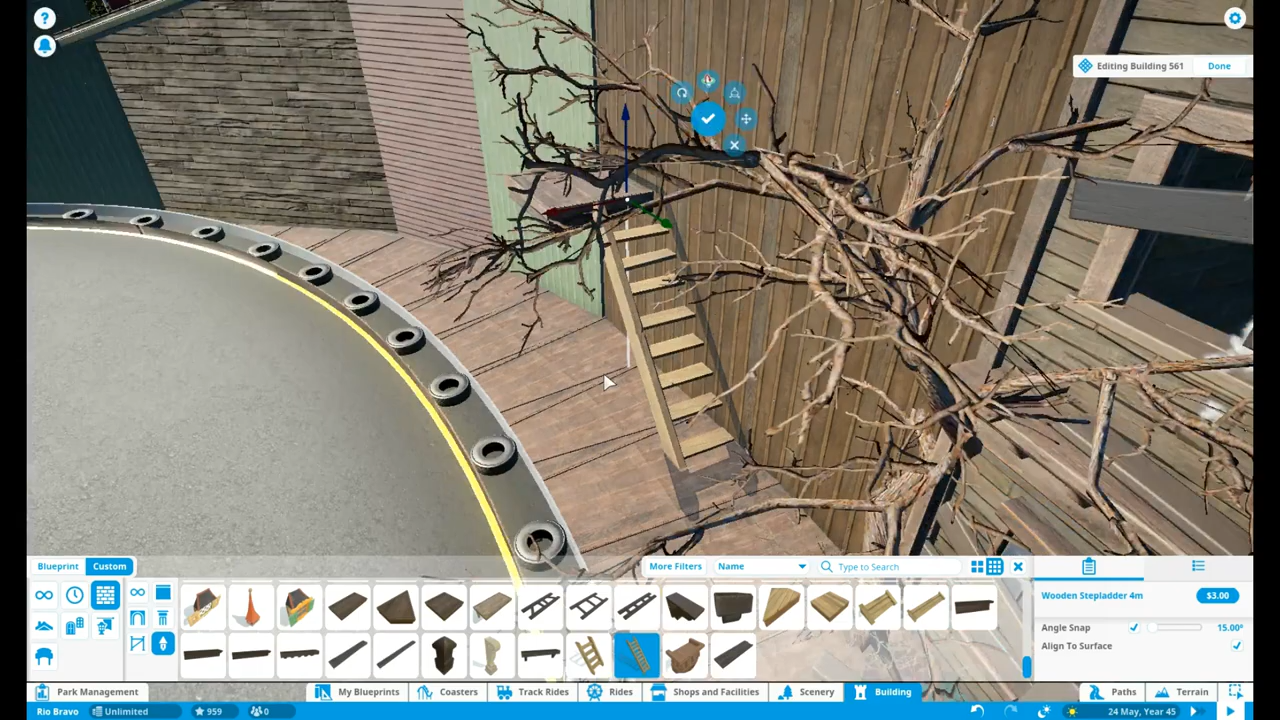 ?
Editing Building 561 Done
Blueprint Custom More Filters Name Type to Search
Wooden Stepladder 4m $3.00
Angle Snap 15.00°
Align To Surface
Park Management My Blueprints Coasters Track Rides Rides Shops and Facilities Scenery Building Paths Terrain
Rio Bravo Unlimited 959 0 24 May, Year 45